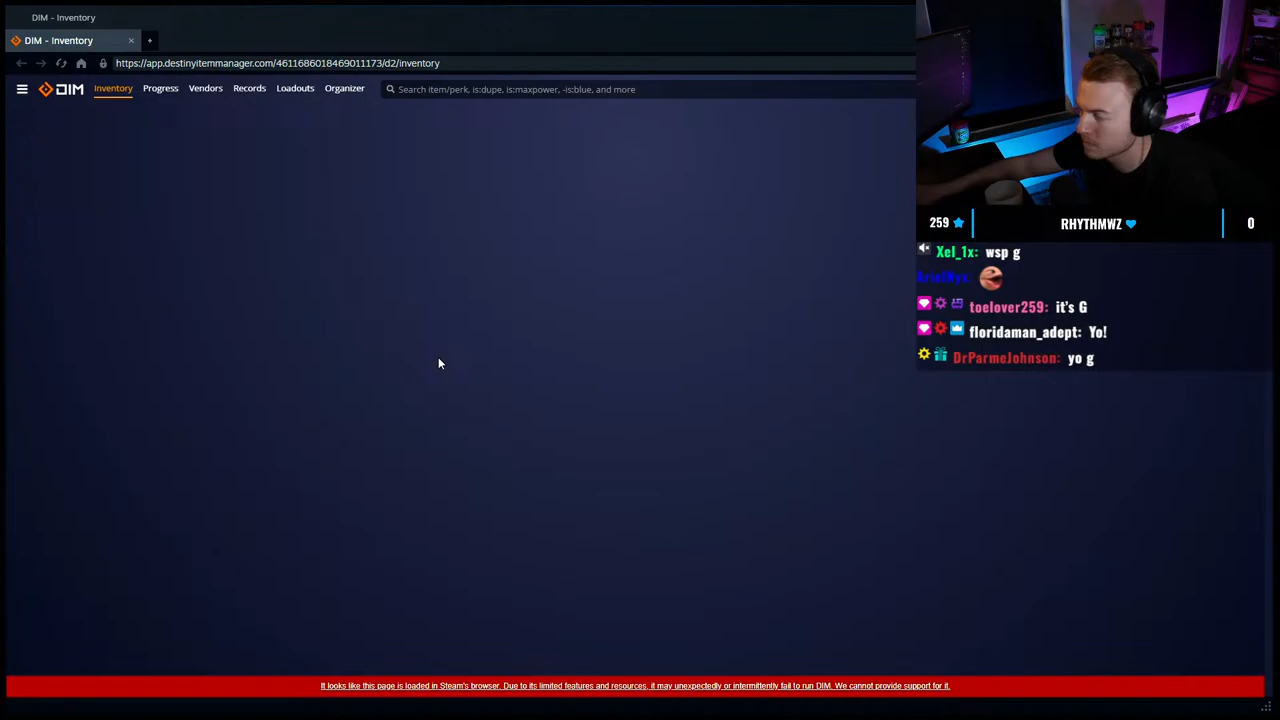 DIM - Inventory
DIM - Inventory
https://app.destinyitemmanager.com/4611686018469011173/d2/inventory
DIM Inventory Progress Vendors Records Loadouts Organizer Search item/perk, is:dupe, is:maxpower, -is:blue, and more
259 RHYTHMWZ 0
Xel_1x: wsp g
toelover259: it's G
floridaman_adept: Yo!
DrParmeJohnson: yo g
It looks like this page is loaded in Steam's browser. Due to its limited features and resources, it may unexpectedly or intermittently fail to run DIM. We cannot provide support for it.